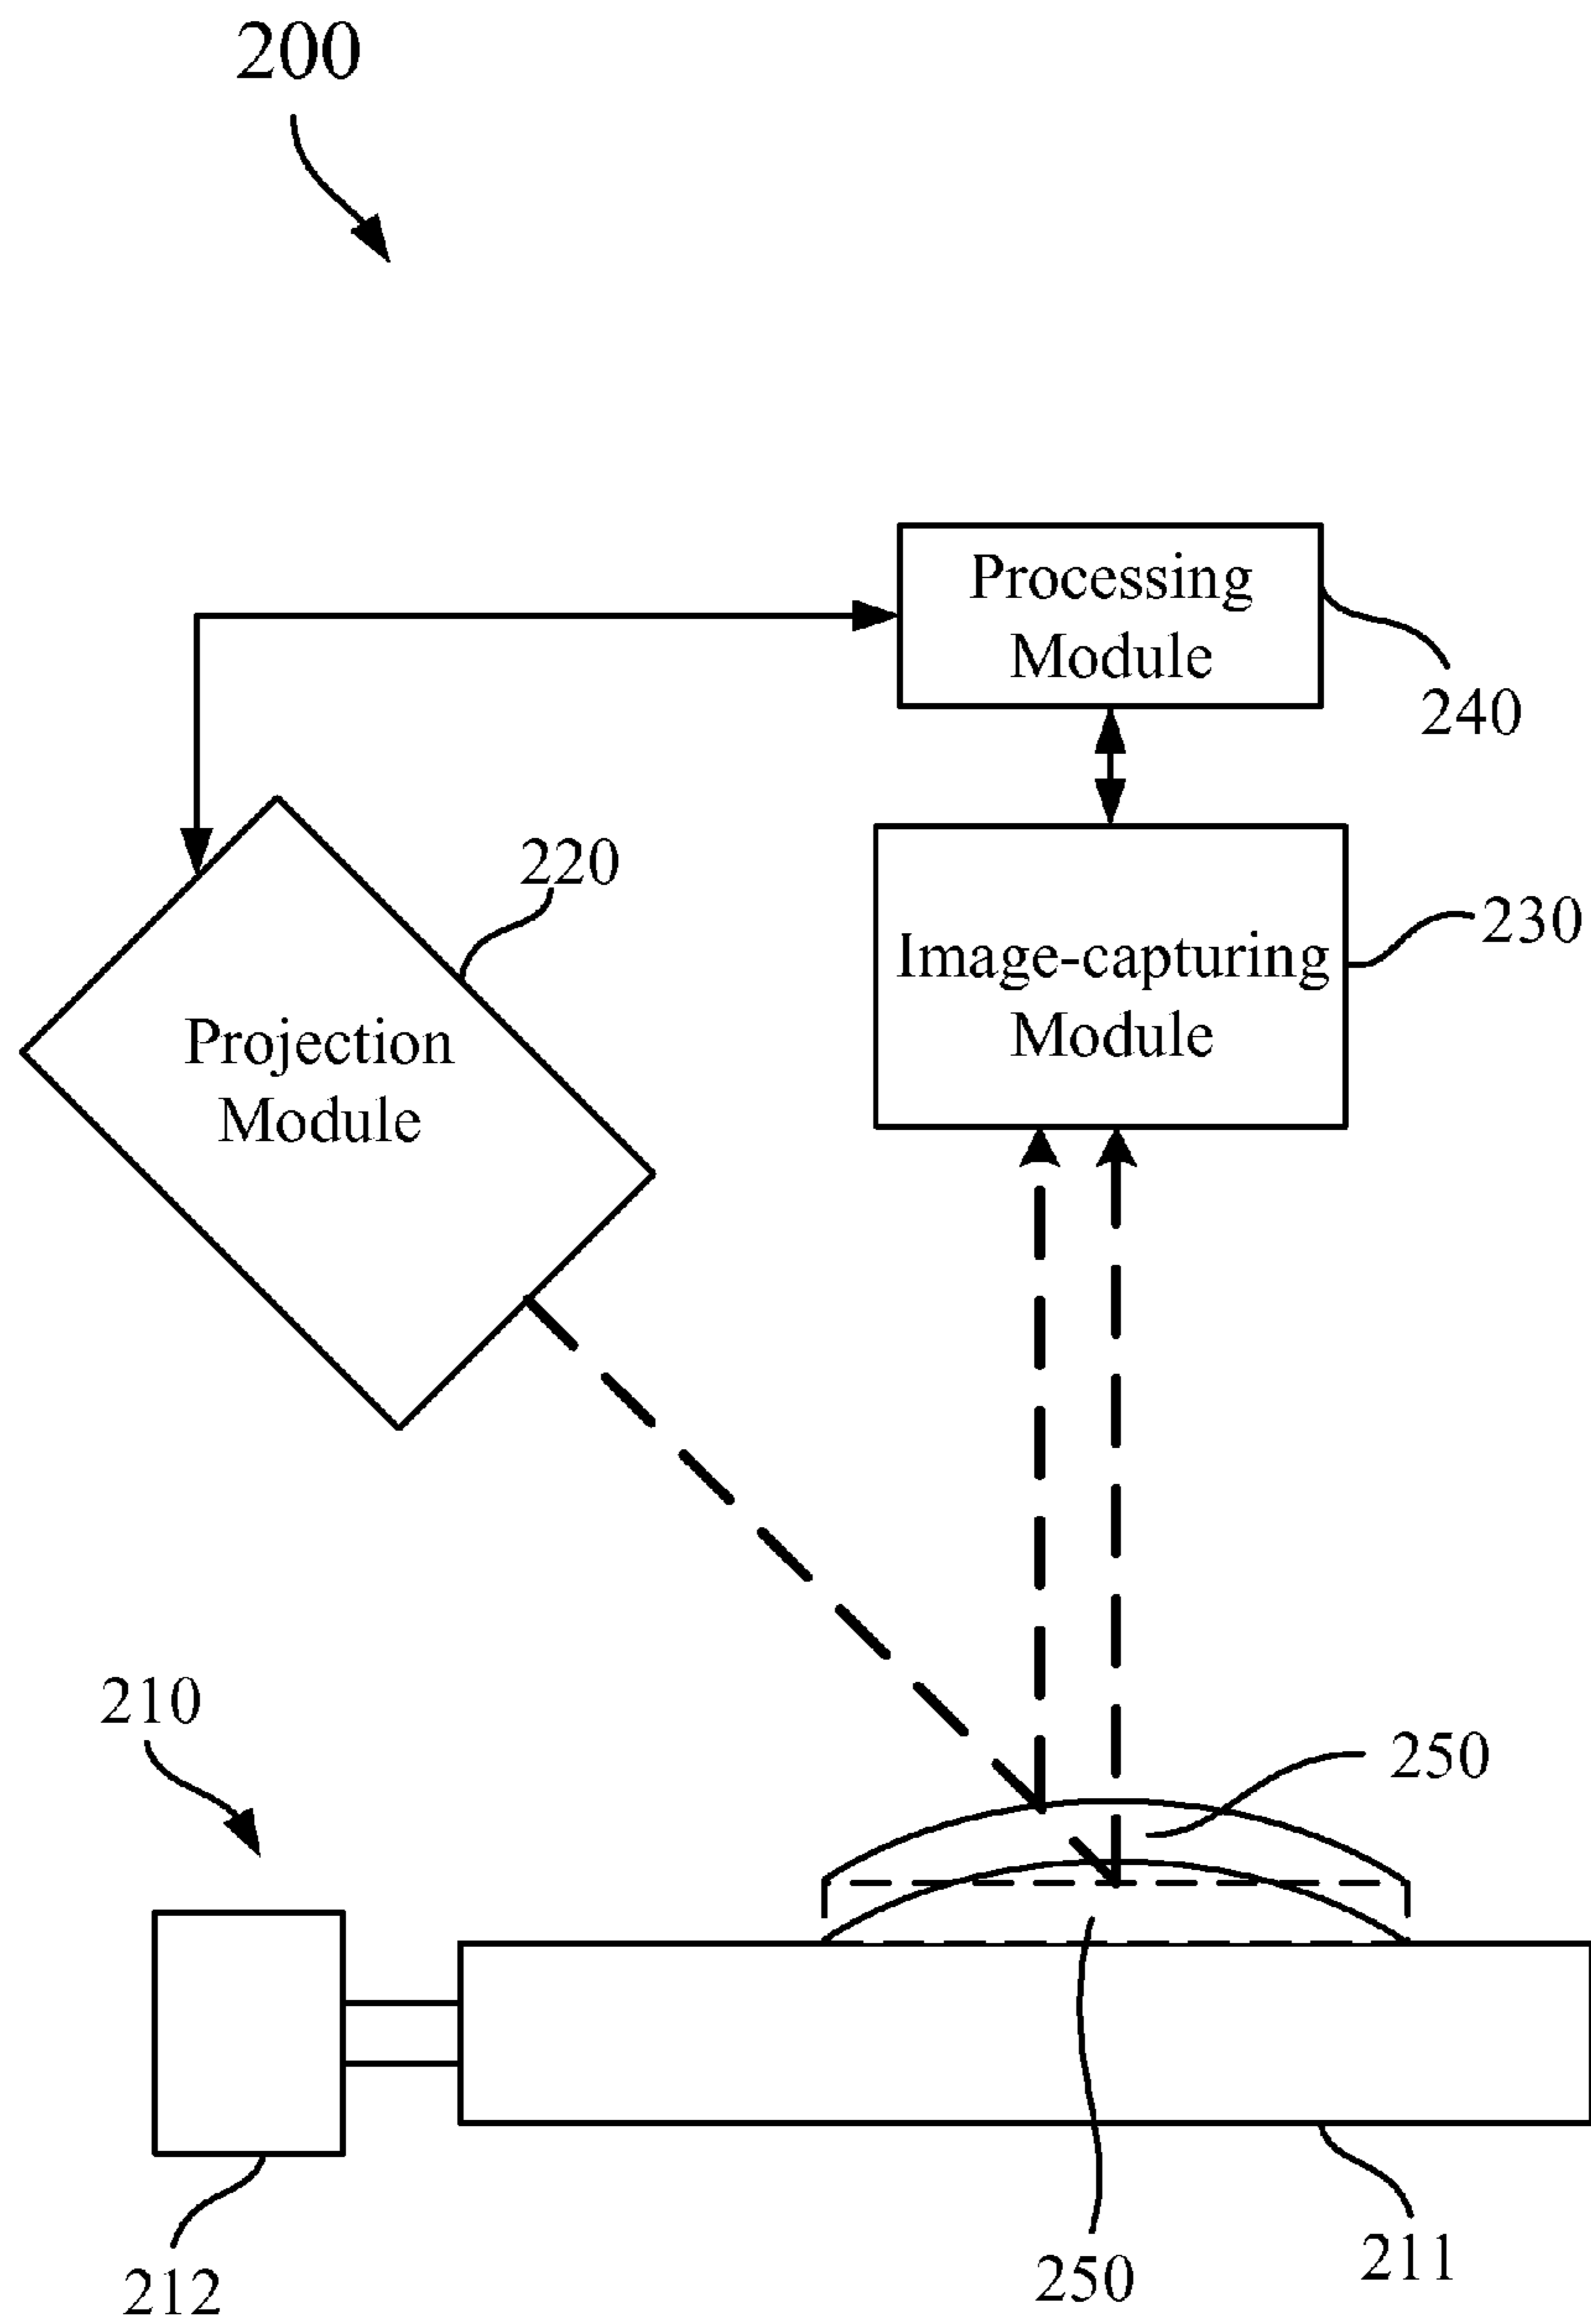 200
Processing
Module
240
220
230
Image-capturing
Module
Projection
Module
210
250
212
250
211